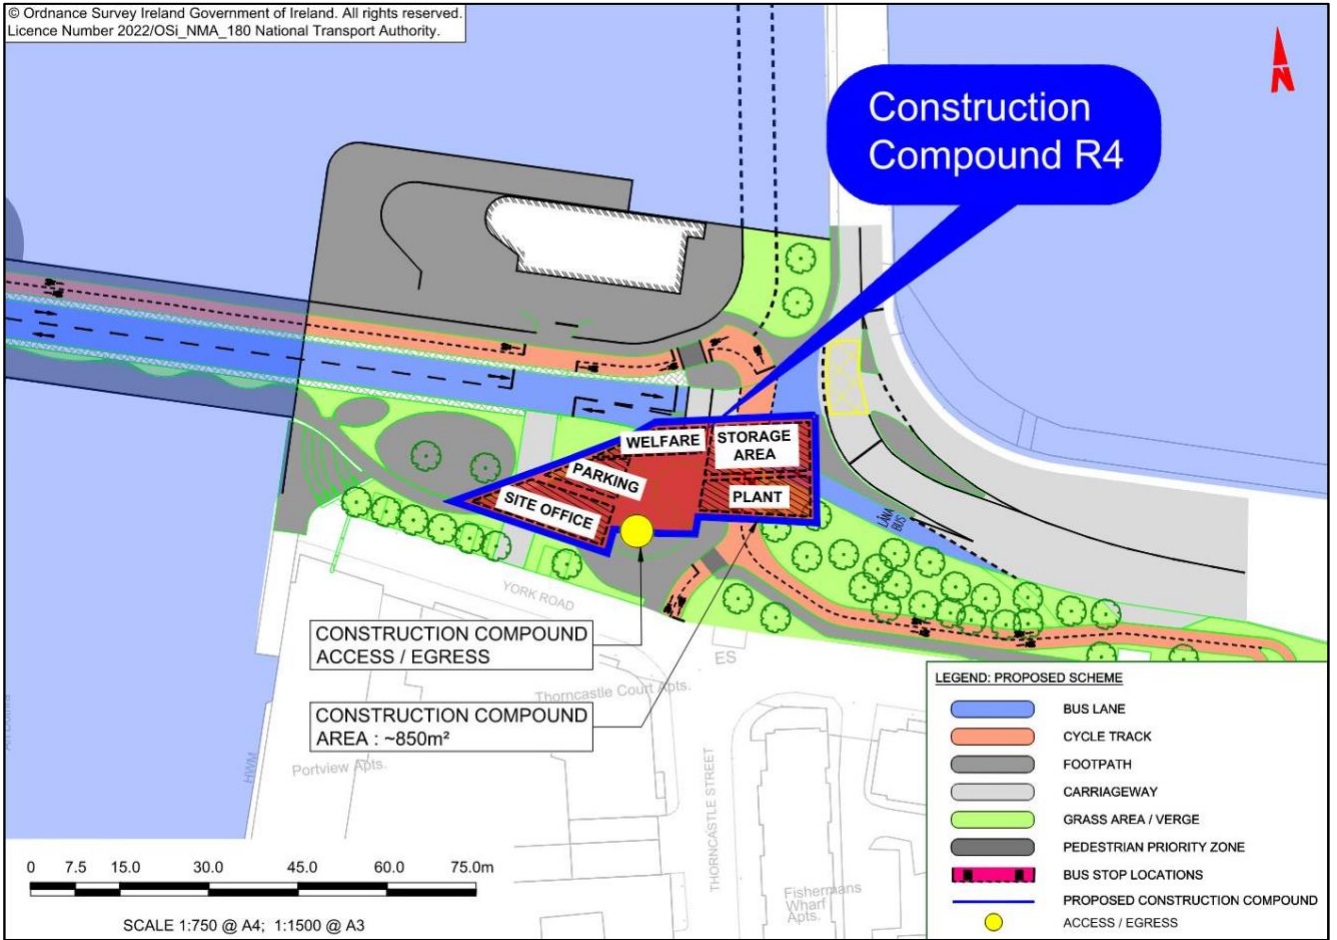 © Ordnance Survey Ireland Government of Ireland. All rights reserved.
Licence Number 2022/OSi_NMA_180 National Transport Authority.
N
Construction
Compound R4
WELFARE
STORAGE
AREA
PARKING
SITE OFFICE
PLANT
LÁNA
BUS
YORK ROAD
CONSTRUCTION COMPOUND
ACCESS / EGRESS
ES
Thorncastle Court Apts.
CONSTRUCTION COMPOUND
AREA : ~850m²
Portview Apts.
HWM
THORNCASTLE STREET
Fishermans
Wharf
Apts.
LEGEND: PROPOSED SCHEME
BUS LANE
CYCLE TRACK
FOOTPATH
CARRIAGEWAY
GRASS AREA / VERGE
PEDESTRIAN PRIORITY ZONE
BUS STOP LOCATIONS
PROPOSED CONSTRUCTION COMPOUND
ACCESS / EGRESS
0 7.5 15.0 30.0 45.0 60.0 75.0m
SCALE 1:750 @ A4; 1:1500 @ A3